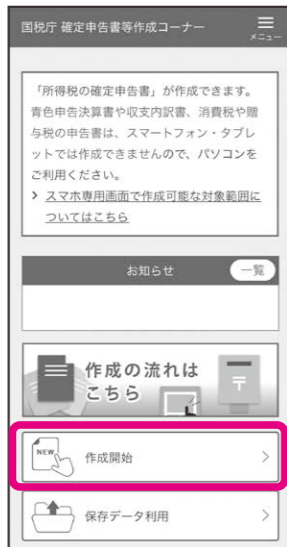 国税庁 確定申告書等作成コーナー
メニュー
「所得税の確定申告書」が作成できます。
青色申告決算書や収支内訳書、消費税や贈
与税の申告書は、スマートフォン・タブレ
ットでは作成できませんので、パソコンを
ご利用ください。
> スマホ専用画面で作成可能な対象範囲に
ついてはこちら
お知らせ
一覧
作成の流れは
こちら
〒
NEW
作成開始
>
保存データ利用
>